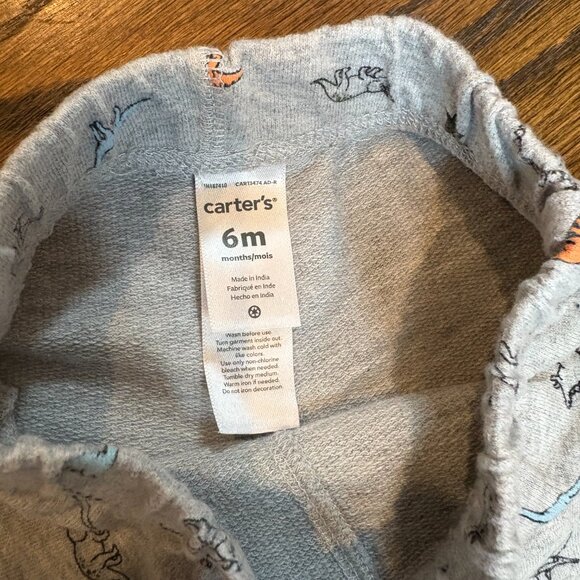 CAR13474 AD-R
carter's®
6m
months/mois
Made in India
Fabriqué en Inde
Hecho en India
Wash before use.
Turn garment inside out.
Machine wash cold with
like colors.
Use only non-chlorine
bleach when needed.
Tumble dry medium.
Warm iron if needed.
Do not iron decoration.